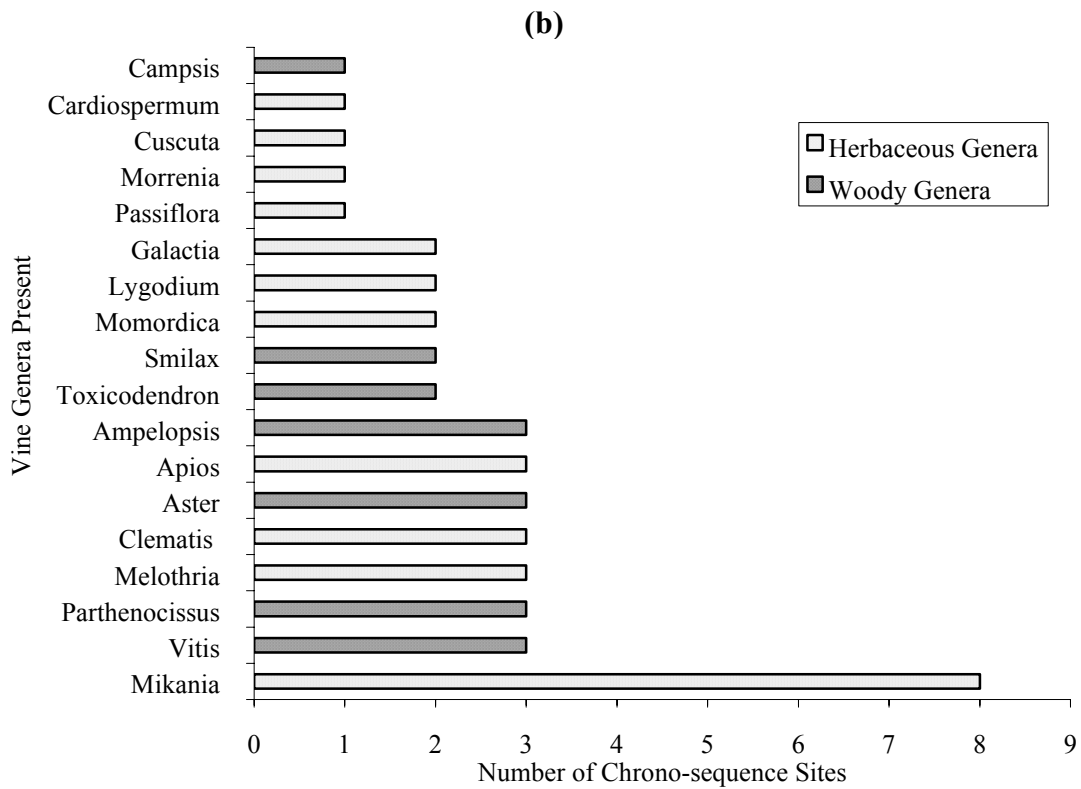 (b)
Campsis
Cardiospermum
Cuscuta
Morrenia
Passiflora
Galactia
Lygodium
Momordica
Smilax
Toxicodendron
Ampelopsis
Apios
Aster
Clematis
Melothria
Parthenocissus
Vitis
Mikania
Vine Genera Present
Herbaceous Genera
Woody Genera
0 1 2 3 4 5 6 7 8 9
Number of Chrono-sequence Sites